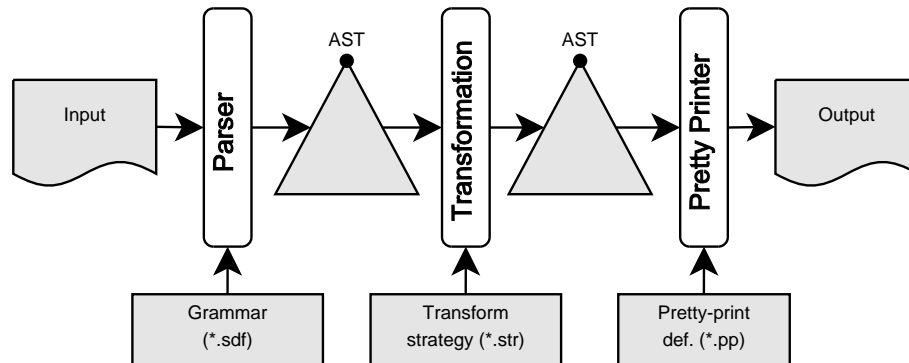 AST
AST
Input
Parser
Transformation
Pretty Printer
Output
Grammar
(*.sdf)
Transform
strategy (*.str)
Pretty-print
def. (*.pp)